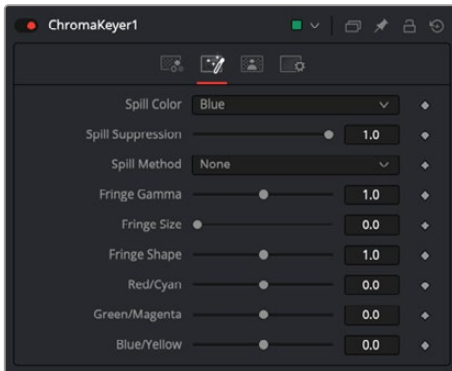 ChromaKeyer1
Spill Color Blue
Spill Suppression 1.0
Spill Method None
Fringe Gamma 1.0
Fringe Size 0.0
Fringe Shape 1.0
Red/Cyan 0.0
Green/Magenta 0.0
Blue/Yellow 0.0